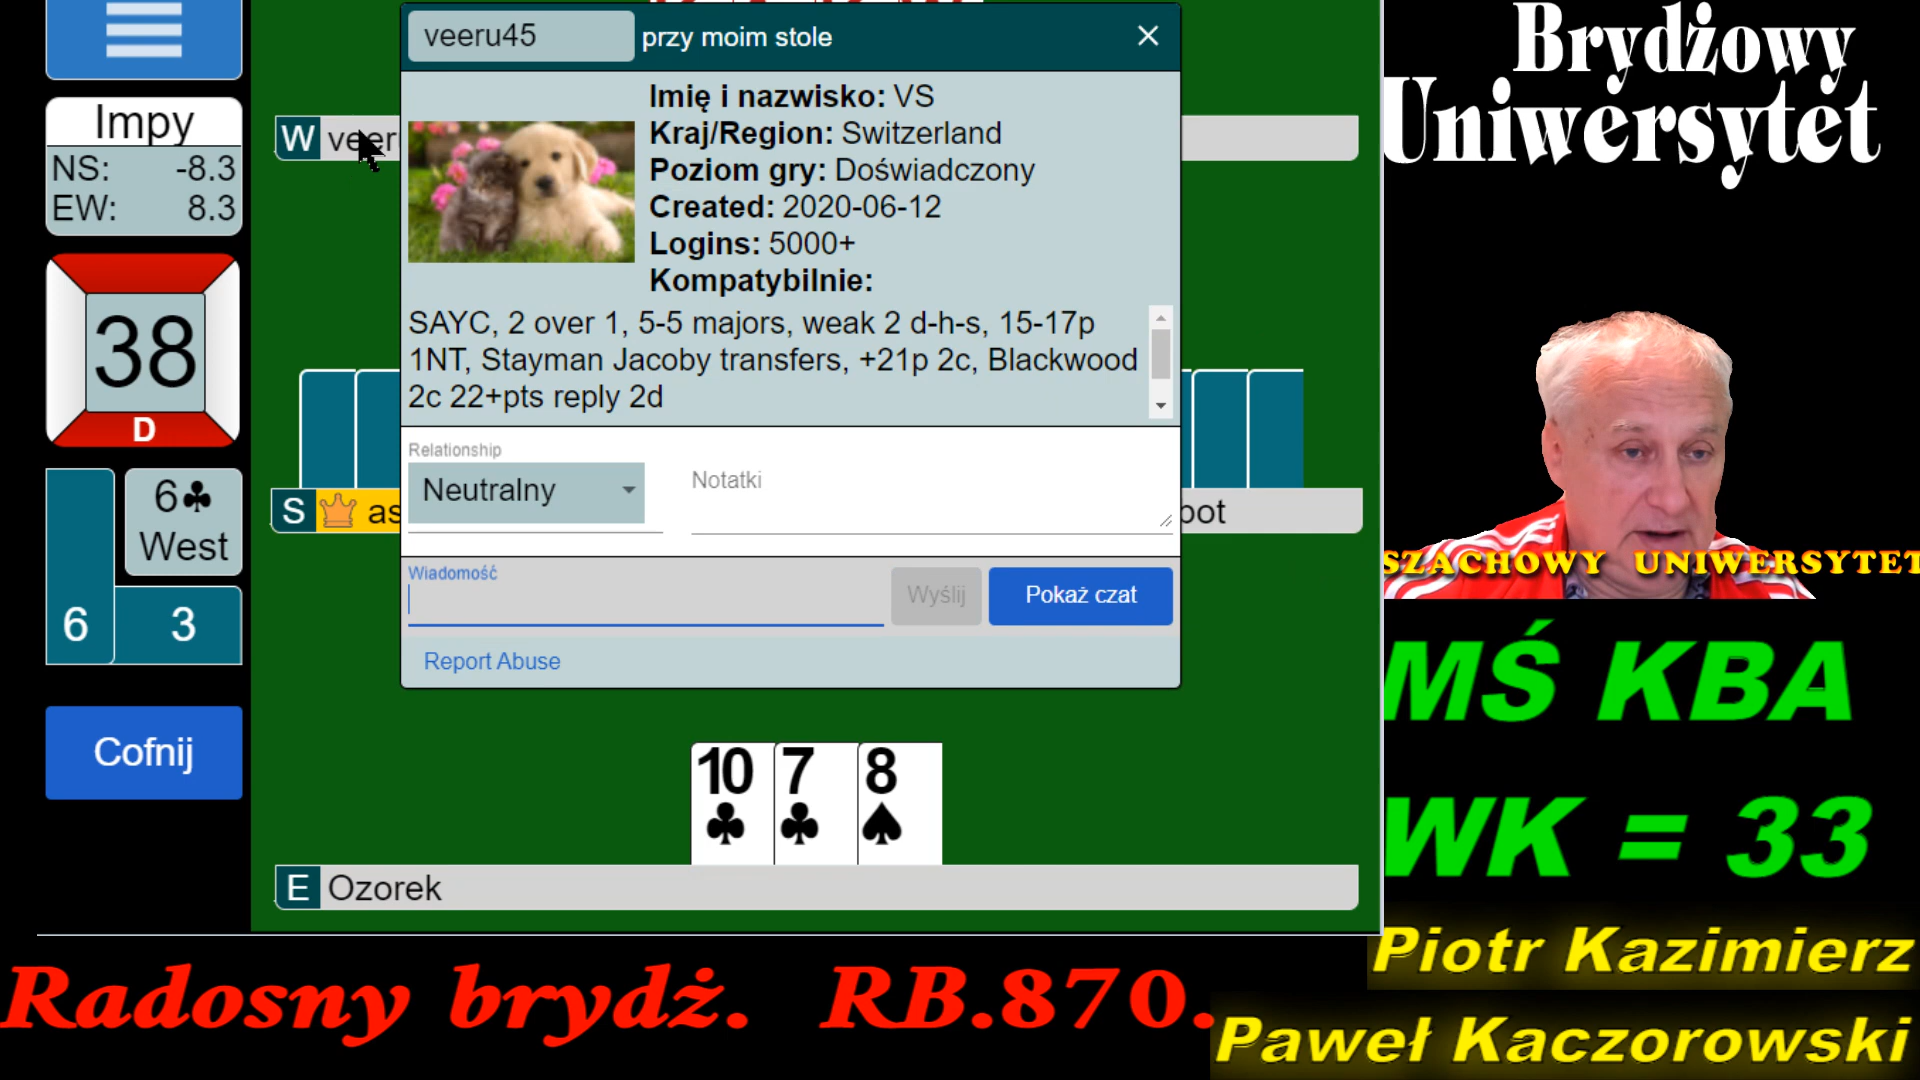 veeru45 przy moim stole
Imię i nazwisko: VS
Kraj/Region: Switzerland
Poziom gry: Doświadczony
Created: 2020-06-12
Logins: 5000+
Kompatybilnie:
SAYC, 2 over 1, 5-5 majors, weak 2 d-h-s, 15-17p
1NT, Stayman Jacoby transfers, +21p 2c, Blackwood
2c 22+pts reply 2d
Relationship
Neutralny
Notatki
Wiadomość
Wyślij
Pokaż czat
Report Abuse
Impy
NS: -8.3
EW: 8.3
38
D
6♣
West
6
3
Cofnij
W veer
S as
bot
10♣ 7♣ 8♠
E Ozorek
Brydżowy
Uniwersytet
SZACHOWY UNIWERSYTET
MŚ KBA
WK = 33
Piotr Kazimierz
Paweł Kaczorowski
Radosny brydż. RB.870.